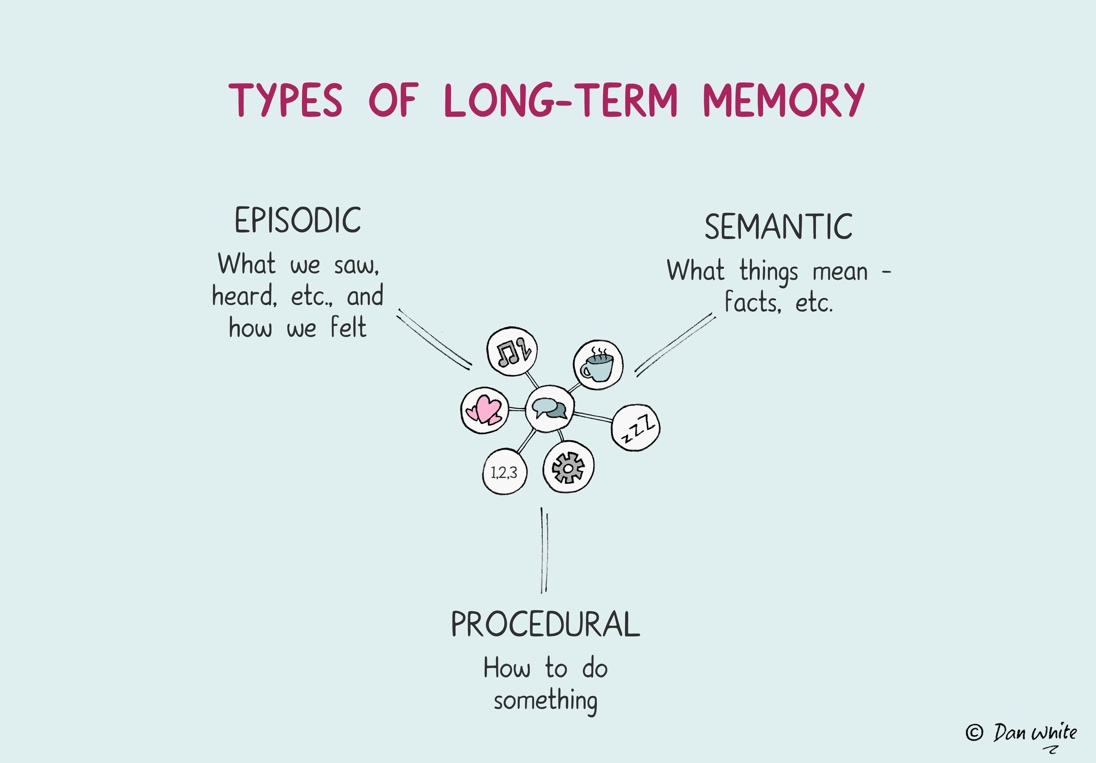 TYPES OF LONG-TERM MEMORY
EPISODIC
What we saw,
heard, etc., and
how we felt
SEMANTIC
What things mean -
facts, etc.
zzZ
1,2,3
PROCEDURAL
How to do
something
© Dan White